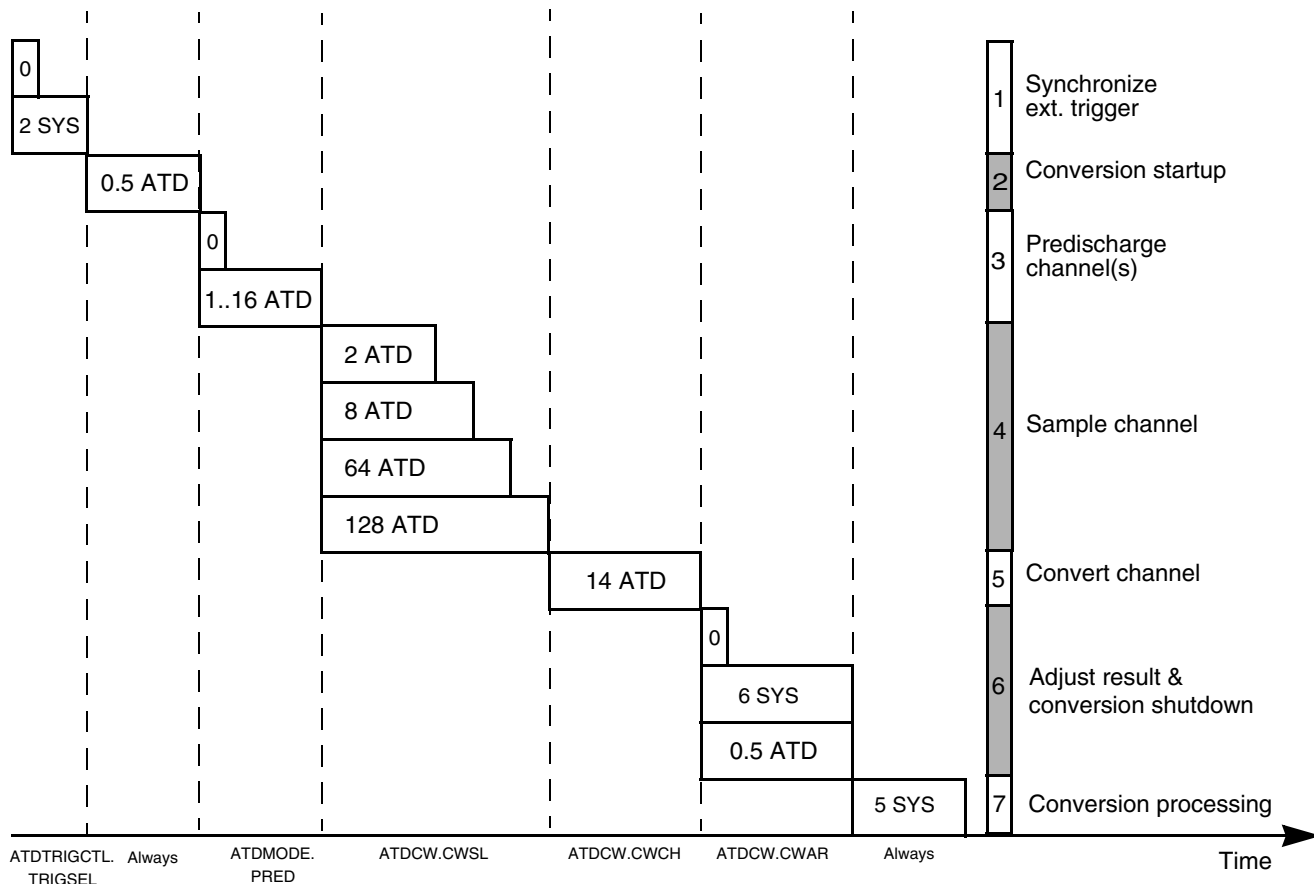 0
2 SYS
0.5 ATD
0
1..16 ATD
2 ATD
8 ATD
64 ATD
128 ATD
14 ATD
0
6 SYS
0.5 ATD
5 SYS
1
Synchronize
ext. trigger
2
Conversion startup
3
Predischarge
channel(s)
4
Sample channel
5
Convert channel
6
Adjust result &
conversion shutdown
7
Conversion processing
ATDTRIGCTL.
TRIGSEL
Always
ATDMODE.
PRED
ATDCW.CWSL
ATDCW.CWCH
ATDCW.CWAR
Always
Time